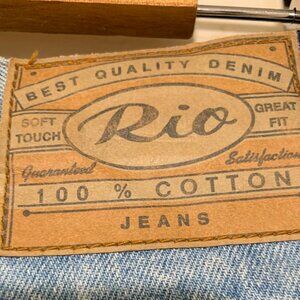 BEST QUALITY DENIM
SOFT TOUCH
Rio
GREAT FIT
Guaranteed
Satisfaction
100 % COTTON
JEANS